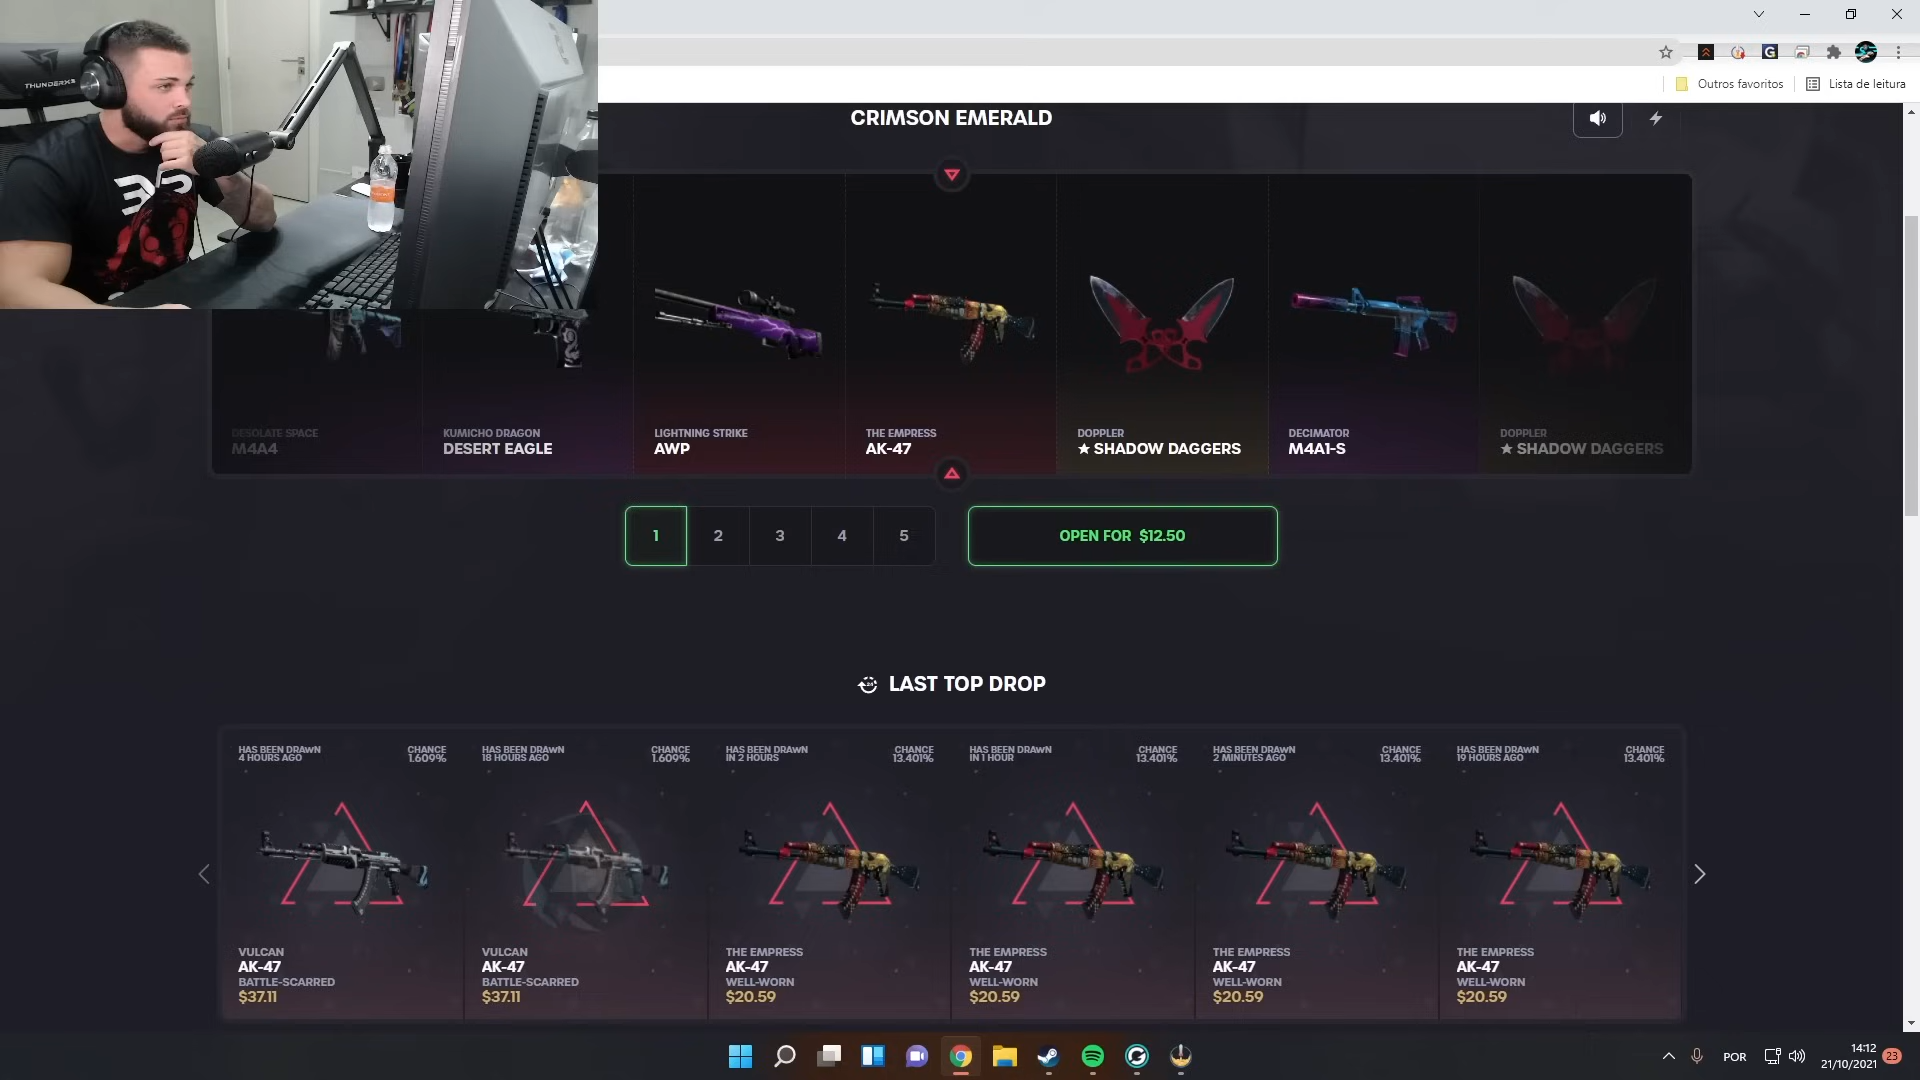 THUNDERX3
Outros favoritos
Lista de leitura
CRIMSON EMERALD
DESOLATE SPACE
M4A4
KUMICHO DRAGON
DESERT EAGLE
LIGHTNING STRIKE
AWP
THE EMPRESS
AK-47
DOPPLER
★ SHADOW DAGGERS
DECIMATOR
M4A1-S
DOPPLER
★ SHADOW DAGGERS
1 2 3 4 5
OPEN FOR $12.50
LAST TOP DROP
HAS BEEN DRAWN
4 HOURS AGO
CHANCE
1.609%
VULCAN
AK-47
BATTLE-SCARRED
$37.11
HAS BEEN DRAWN
18 HOURS AGO
CHANCE
1.609%
VULCAN
AK-47
BATTLE-SCARRED
$37.11
HAS BEEN DRAWN
IN 2 HOURS
CHANCE
13.401%
THE EMPRESS
AK-47
WELL-WORN
$20.59
HAS BEEN DRAWN
IN 1 HOUR
CHANCE
13.401%
THE EMPRESS
AK-47
WELL-WORN
$20.59
HAS BEEN DRAWN
2 MINUTES AGO
CHANCE
13.401%
THE EMPRESS
AK-47
WELL-WORN
$20.59
HAS BEEN DRAWN
19 HOURS AGO
CHANCE
13.401%
THE EMPRESS
AK-47
WELL-WORN
$20.59
POR
14:12
21/10/2021
23